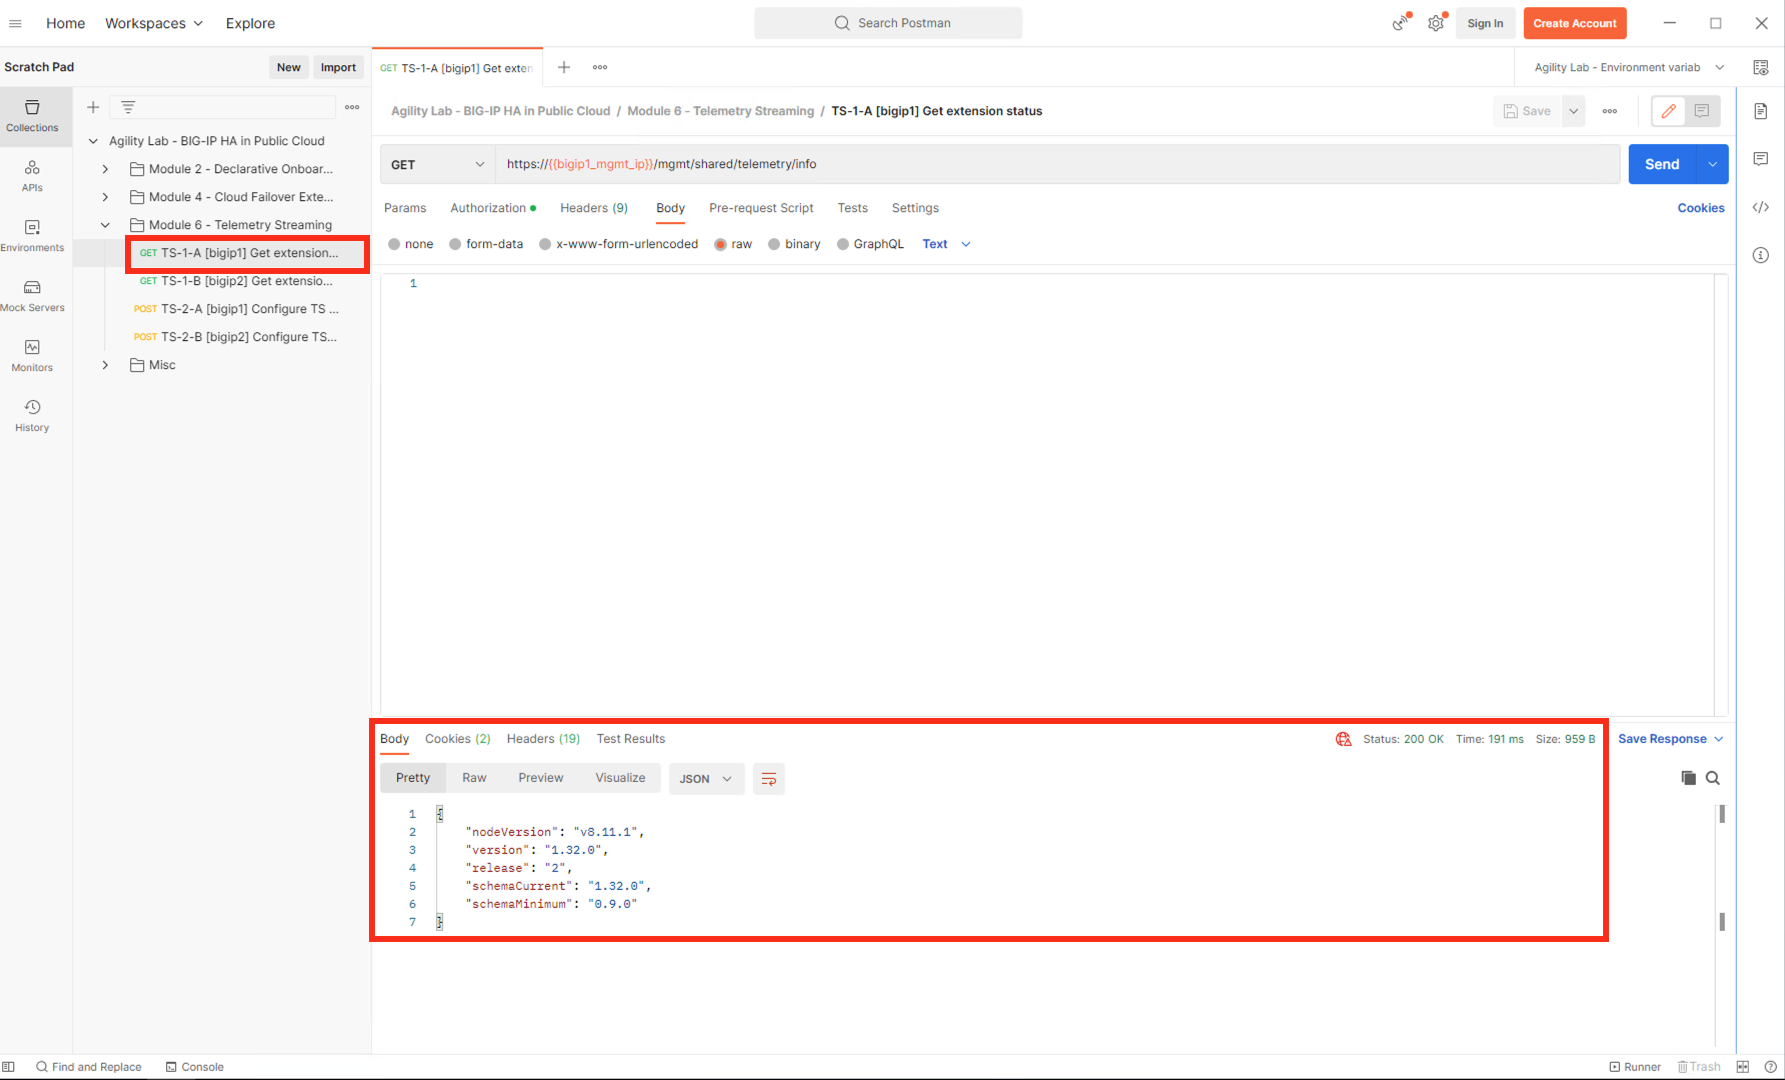 Home Workspaces Explore Search Postman Sign In Create Account
Scratch Pad New Import GET TS-1-A [bigip1] Get exten Agility Lab - Environment variab
Agility Lab - BIG-IP HA in Public Cloud / Module 6 - Telemetry Streaming / TS-1-A [bigip1] Get extension status Save
Collections
APIs
Environments
Mock Servers
Monitors
History
Agility Lab - BIG-IP HA in Public Cloud
Module 2 - Declarative Onboar...
Module 4 - Cloud Failover Exte...
Module 6 - Telemetry Streaming
GET TS-1-A [bigip1] Get extension...
GET TS-1-B [bigip2] Get extensio...
POST TS-2-A [bigip1] Configure TS ...
POST TS-2-B [bigip2] Configure TS...
Misc
GET https://{{bigip1_mgmt_ip}}/mgmt/shared/telemetry/info Send
Params Authorization Headers (9) Body Pre-request Script Tests Settings Cookies
none form-data x-www-form-urlencoded raw binary GraphQL Text
1
Body Cookies (2) Headers (19) Test Results Status: 200 OK Time: 191 ms Size: 959 B Save Response
Pretty Raw Preview Visualize JSON
1 {
2 "nodeVersion": "v8.11.1",
3 "version": "1.32.0",
4 "release": "2",
5 "schemaCurrent": "1.32.0",
6 "schemaMinimum": "0.9.0"
7 }
Find and Replace Console Runner Trash